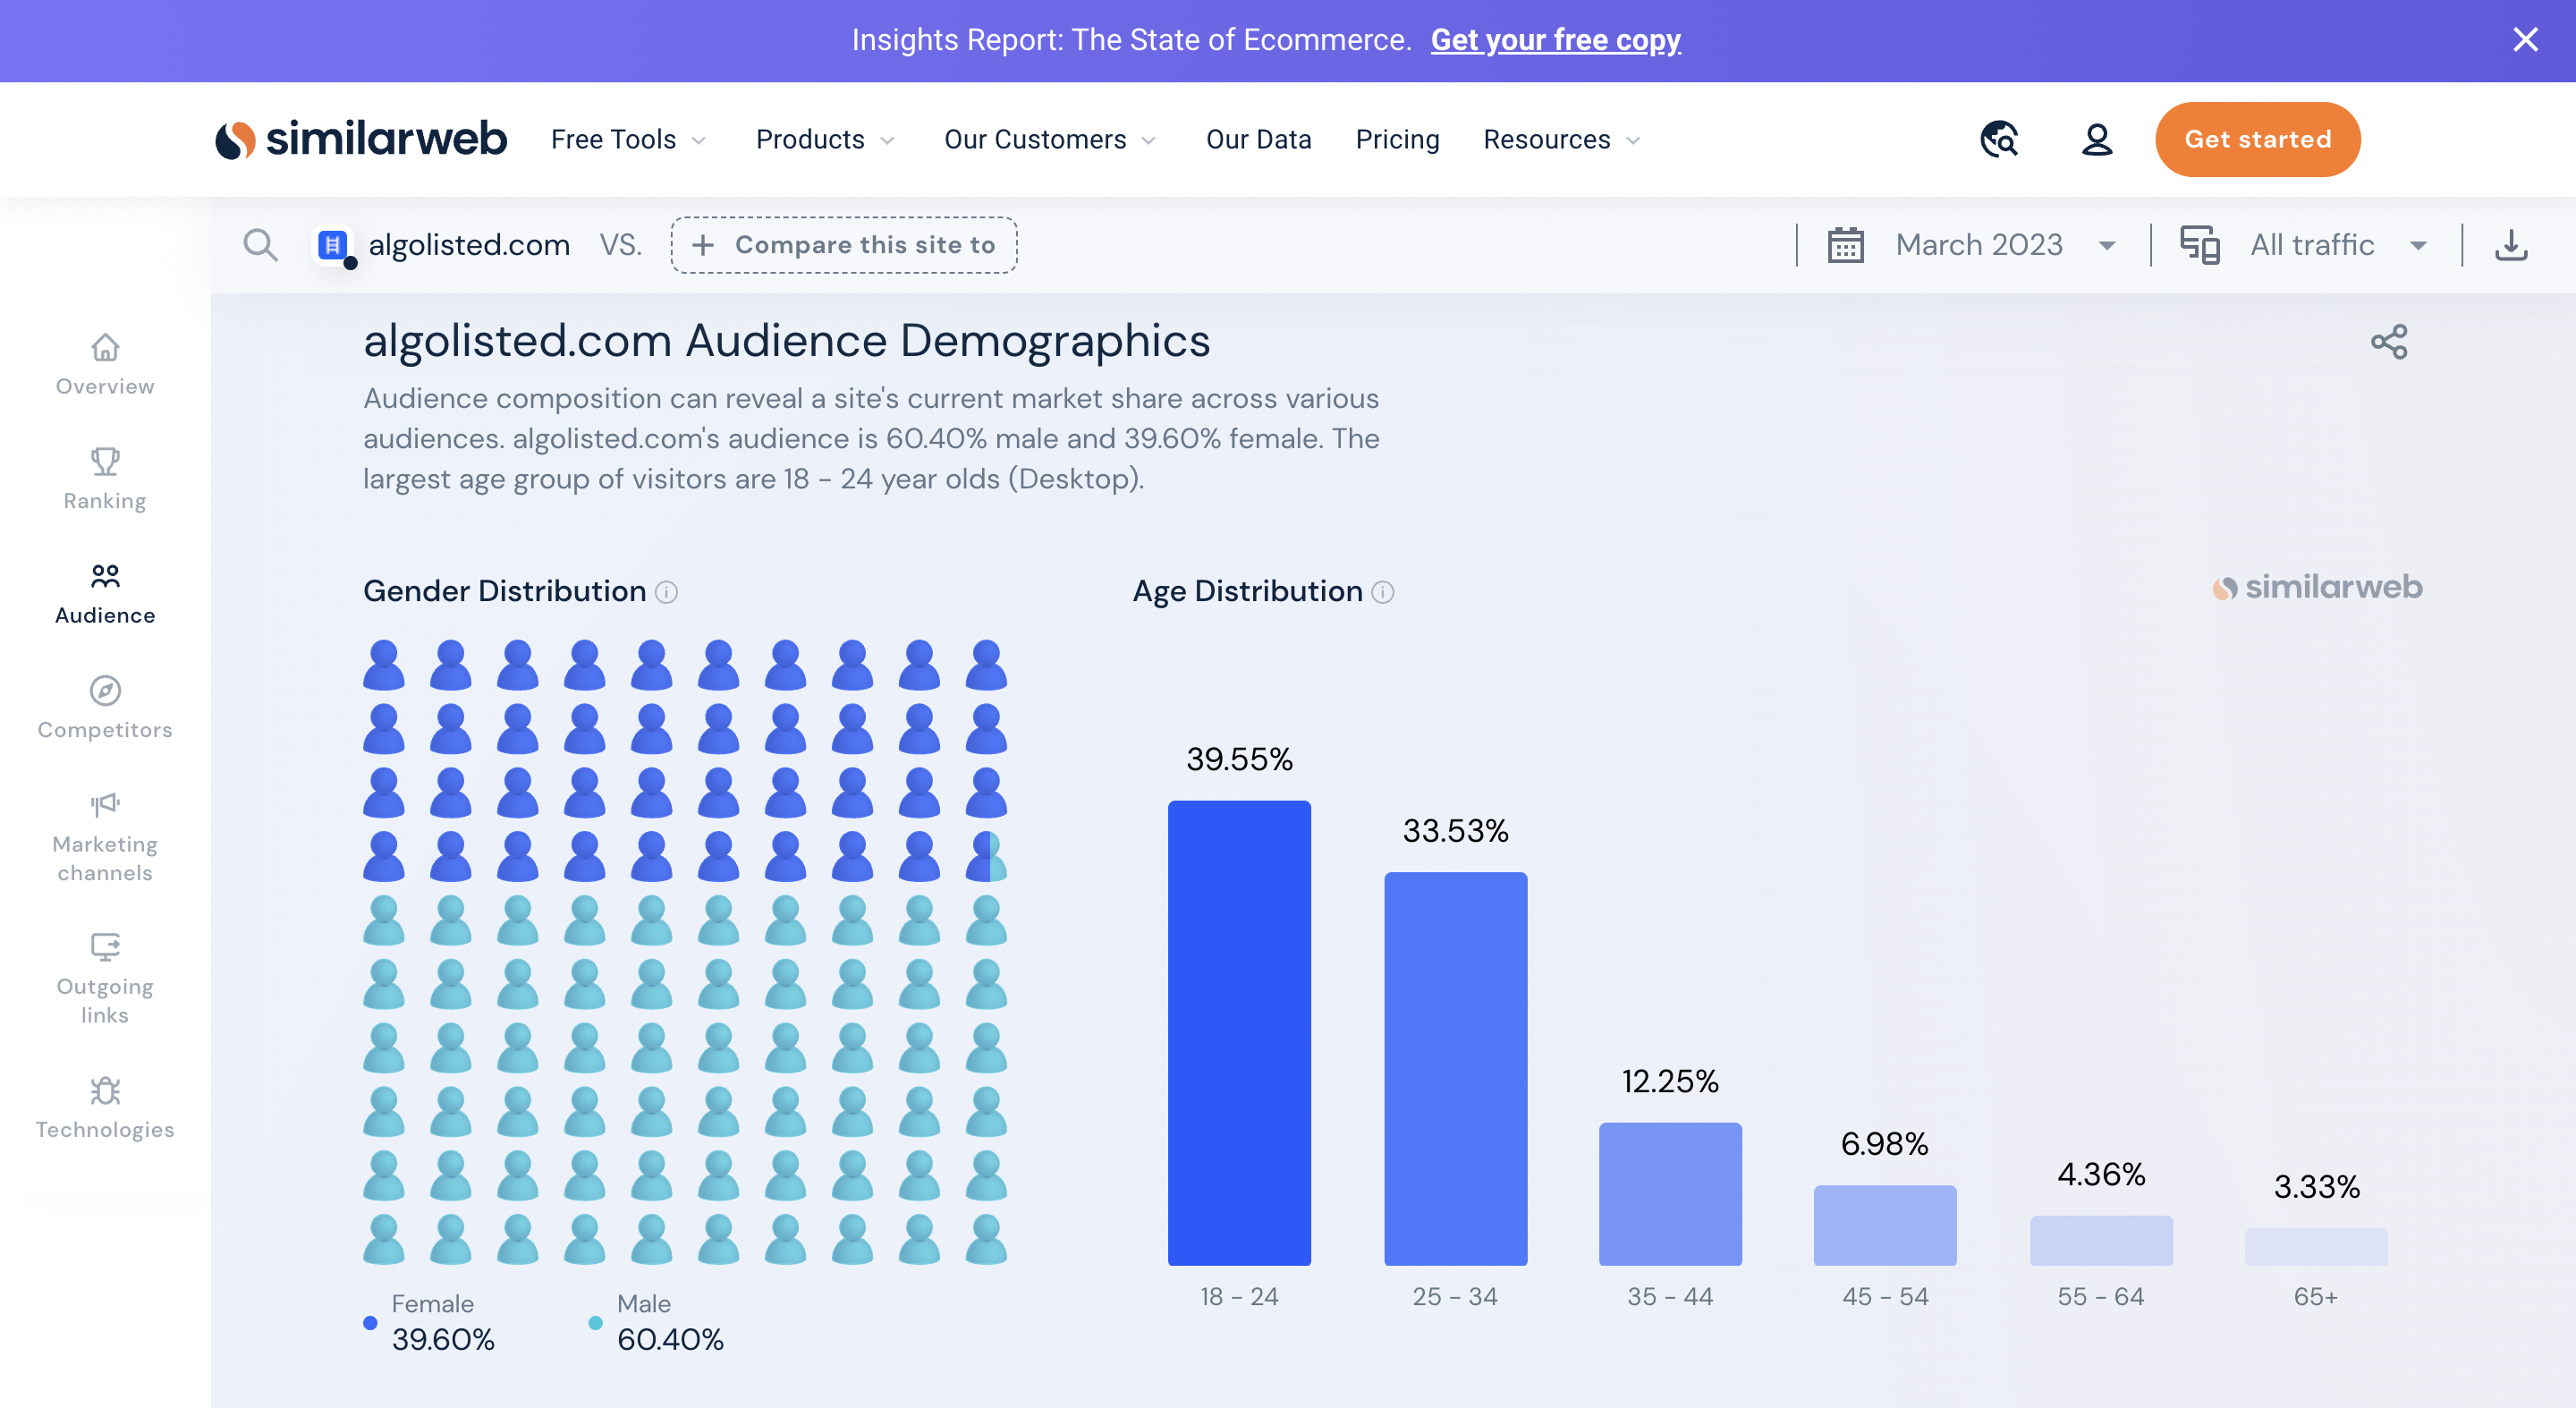 Insights Report: The State of Ecommerce. Get your free copy
similarweb Free Tools Products Our Customers Our Data Pricing Resources Get started
algolisted.com VS. + Compare this site to March 2023 All traffic
Overview
Ranking
Audience
Competitors
Marketing
channels
Outgoing
links
Technologies
algolisted.com Audience Demographics
Audience composition can reveal a site's current market share across various
audiences. algolisted.com's audience is 60.40% male and 39.60% female. The
largest age group of visitors are 18 - 24 year olds (Desktop).
Gender Distribution
Female
39.60%
Male
60.40%
Age Distribution
similarweb
39.55%
33.53%
12.25%
6.98%
4.36%
3.33%
18 - 24
25 - 34
35 - 44
45 - 54
55 - 64
65+